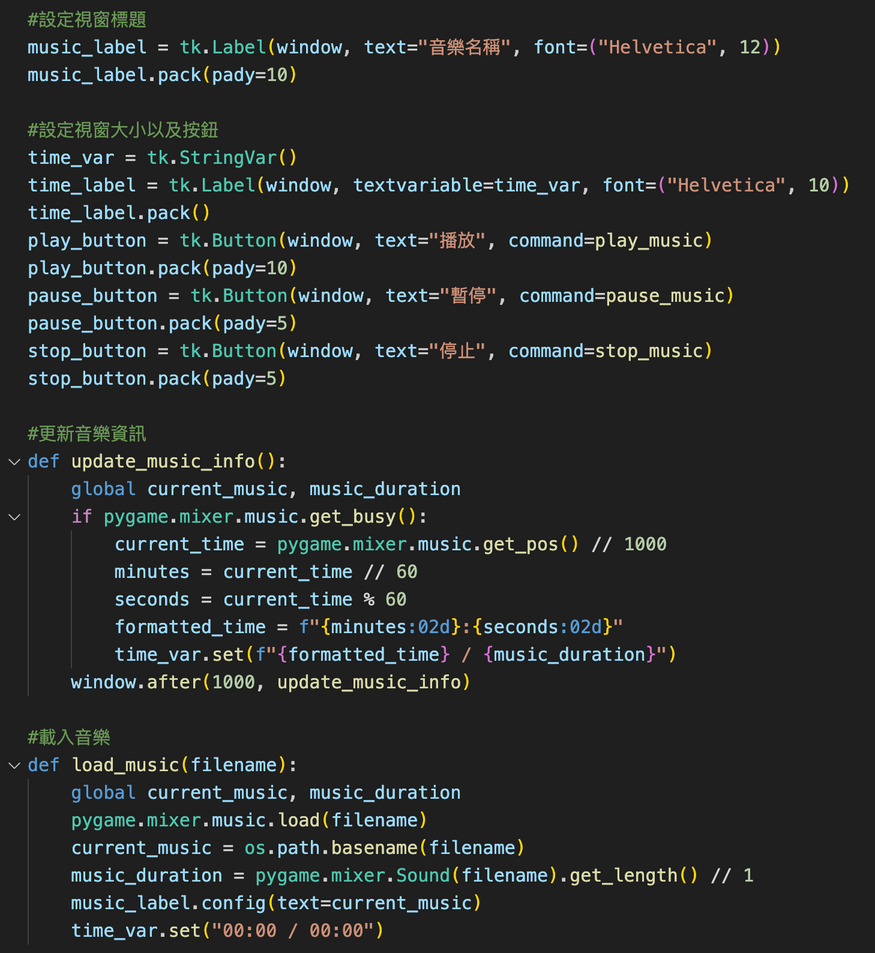 #設定視窗標題
music_label = tk.Label(window, text="音樂名稱", font=("Helvetica", 12))
music_label.pack(pady=10)

#設定視窗大小以及按鈕
time_var = tk.StringVar()
time_label = tk.Label(window, textvariable=time_var, font=("Helvetica", 10))
time_label.pack()
play_button = tk.Button(window, text="播放", command=play_music)
play_button.pack(pady=10)
pause_button = tk.Button(window, text="暫停", command=pause_music)
pause_button.pack(pady=5)
stop_button = tk.Button(window, text="停止", command=stop_music)
stop_button.pack(pady=5)

#更新音樂資訊
def update_music_info():
    global current_music, music_duration
    if pygame.mixer.music.get_busy():
        current_time = pygame.mixer.music.get_pos() // 1000
        minutes = current_time // 60
        seconds = current_time % 60
        formatted_time = f"{minutes:02d}:{seconds:02d}"
        time_var.set(f"{formatted_time} / {music_duration}")
    window.after(1000, update_music_info)

#載入音樂
def load_music(filename):
    global current_music, music_duration
    pygame.mixer.music.load(filename)
    current_music = os.path.basename(filename)
    music_duration = pygame.mixer.Sound(filename).get_length() // 1
    music_label.config(text=current_music)
    time_var.set("00:00 / 00:00")